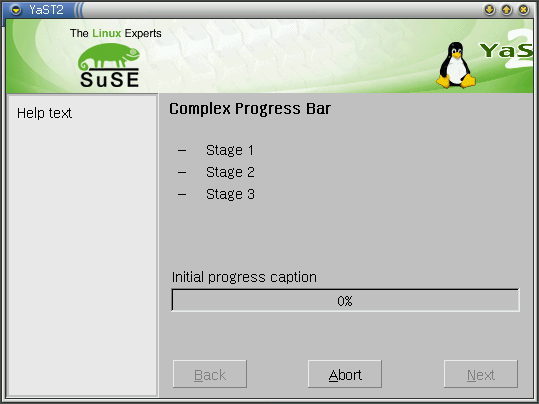 YaST2
The Linux Experts
SuSE
YaS
2
Help text
Complex Progress Bar
– Stage 1
– Stage 2
– Stage 3
Initial progress caption
0%
Back Abort Next